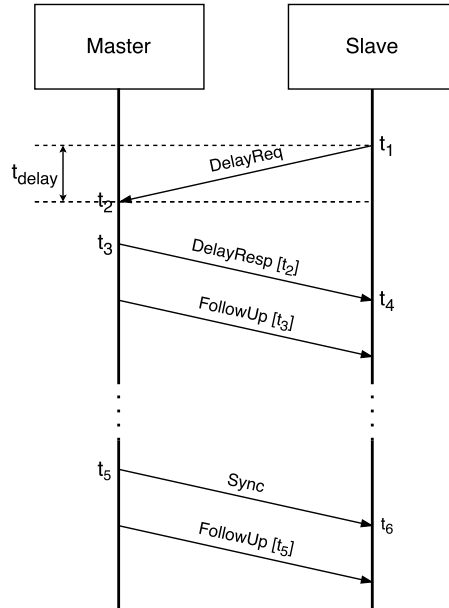 Master
Slave
t1
DelayReq
tdelay
t2
t3
DelayResp [t2]
t4
FollowUp [t3]
t5
Sync
t6
FollowUp [t5]